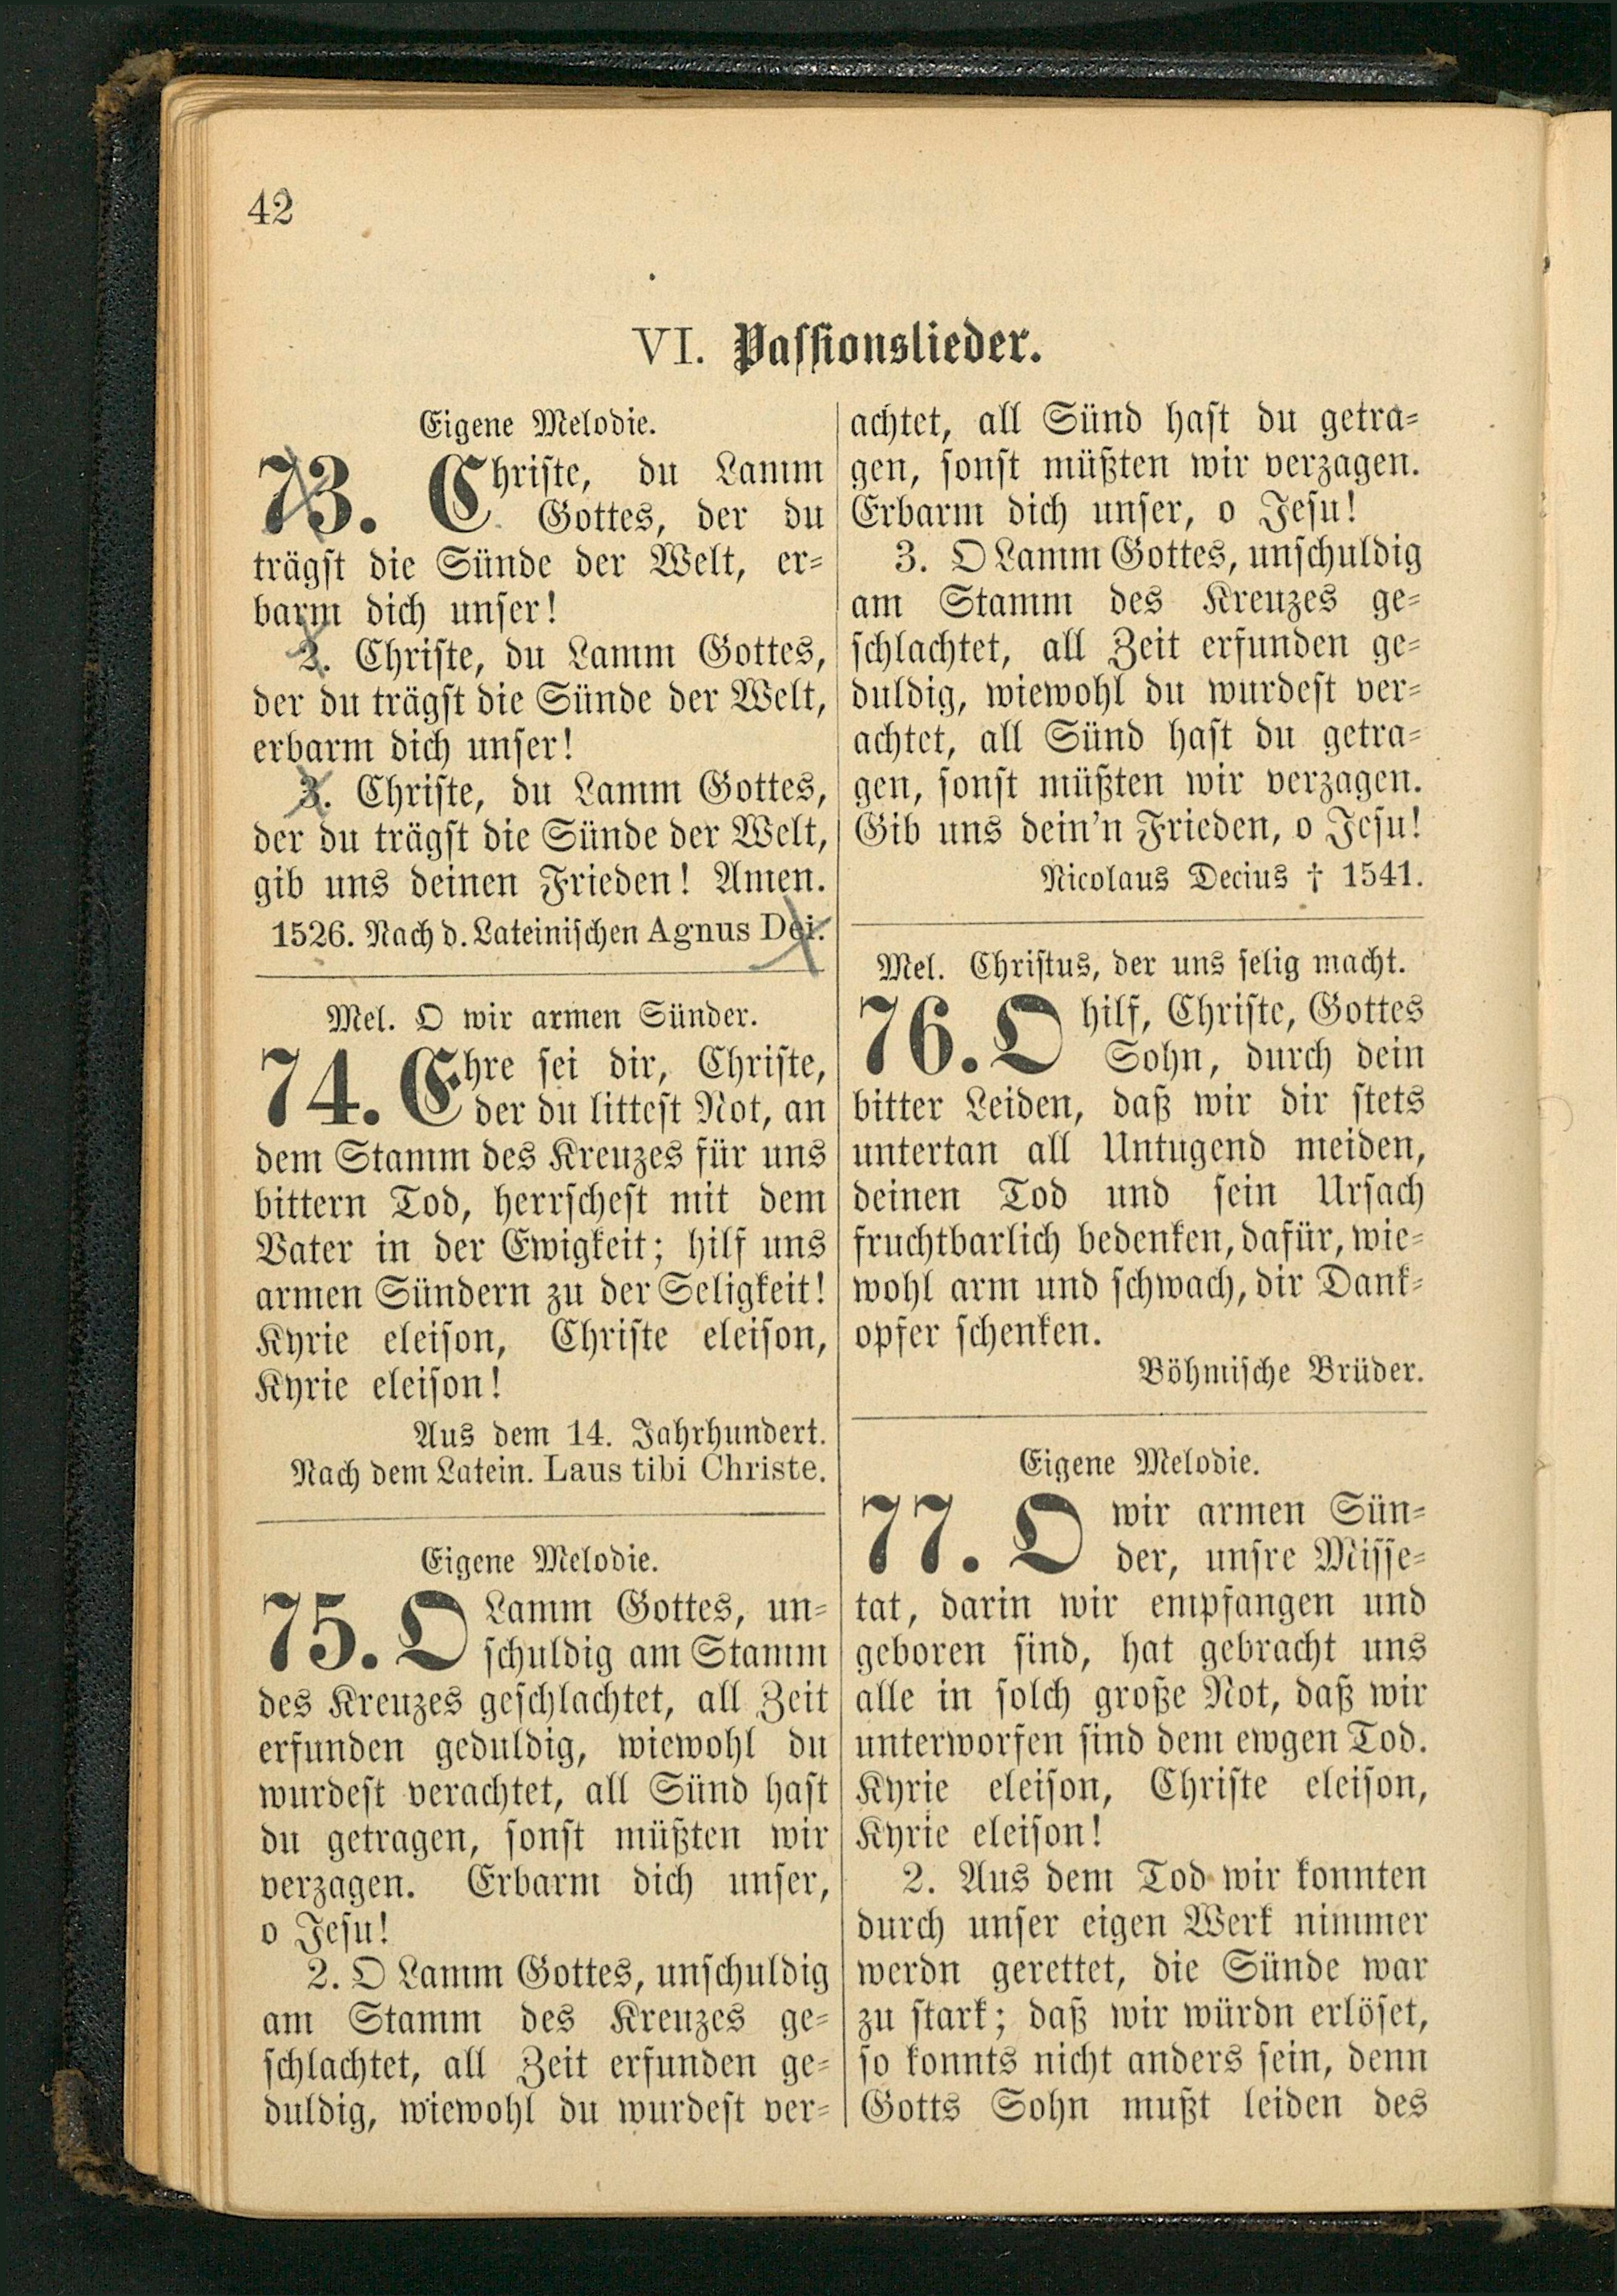 42
VI. Passionslieder.
Eigene Melodie.
73. Christe, du Lamm
Gottes, der du
trägst die Sünde der Welt, er-
barm dich unser!
2. Christe, du Lamm Gottes,
der du trägst die Sünde der Welt,
erbarm dich unser!
3. Christe, du Lamm Gottes,
der du trägst die Sünde der Welt,
gib uns deinen Frieden! Amen.
1526. Nach d. Lateinischen Agnus Dei.
Mel. O wir armen Sünder.
74. Ehre sei dir, Christe,
der du littest Not, an
dem Stamm des Kreuzes für uns
bittern Tod, herrschest mit dem
Vater in der Ewigkeit; hilf uns
armen Sündern zu der Seligkeit!
Kyrie eleison, Christe eleison,
Kyrie eleison!
Aus dem 14. Jahrhundert.
Nach dem Latein. Laus tibi Christe.
Eigene Melodie.
75. O Lamm Gottes, un-
schuldig am Stamm
des Kreuzes geschlachtet, all Zeit
erfunden geduldig, wiewohl du
wurdest verachtet, all Sünd hast
du getragen, sonst müßten wir
verzagen. Erbarm dich unser,
o Jesu!
2. O Lamm Gottes, unschuldig
am Stamm des Kreuzes ge-
schlachtet, all Zeit erfunden ge-
duldig, wiewohl du wurdest ver-
achtet, all Sünd hast du getra-
gen, sonst müßten wir verzagen.
Erbarm dich unser, o Jesu!
3. O Lamm Gottes, unschuldig
am Stamm des Kreuzes ge-
schlachtet, all Zeit erfunden ge-
duldig, wiewohl du wurdest ver-
achtet, all Sünd hast du getra-
gen, sonst müßten wir verzagen.
Gib uns dein'n Frieden, o Jesu!
Nicolaus Decius † 1541.
Mel. Christus, der uns selig macht.
76. O hilf, Christe, Gottes
Sohn, durch dein
bitter Leiden, daß wir dir stets
untertan all Untugend meiden,
deinen Tod und sein Ursach
fruchtbarlich bedenken, dafür, wie-
wohl arm und schwach, dir Dank-
opfer schenken.
Böhmische Brüder.
Eigene Melodie.
77. O wir armen Sün-
der, unsre Misse-
tat, darin wir empfangen und
geboren sind, hat gebracht uns
alle in solch große Not, daß wir
unterworfen sind dem ewgen Tod.
Kyrie eleison, Christe eleison,
Kyrie eleison!
2. Aus dem Tod wir konnten
durch unser eigen Werk nimmer
werdn gerettet, die Sünde war
zu stark; daß wir würdn erlöset,
so konnts nicht anders sein, denn
Gotts Sohn mußt leiden des